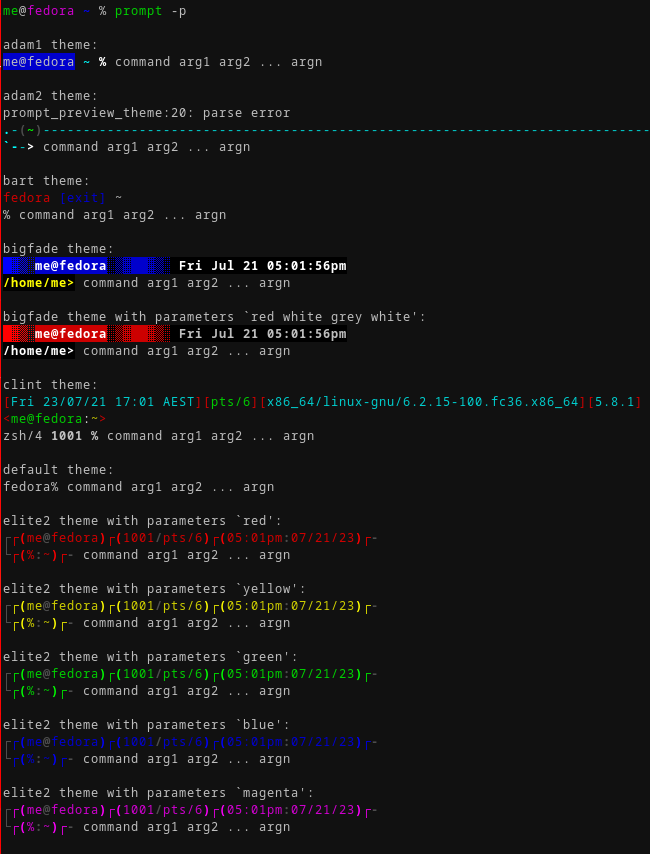 me@fedora ~ % prompt -p
adam1 theme:
me@fedora ~ % command arg1 arg2 ... argn
adam2 theme:
prompt_preview_theme:20: parse error
.-(~)--------------------------------------------------------------------------
`--> command arg1 arg2 ... argn
bart theme:
fedora [exit:] ~
% command arg1 arg2 ... argn
bigfade theme:
me@fedora Fri Jul 21 05:01:56pm
/home/me> command arg1 arg2 ... argn
bigfade theme with parameters `red white grey white':
me@fedora Fri Jul 21 05:01:56pm
/home/me> command arg1 arg2 ... argn
clint theme:
[Fri 23/07/21 17:01 AEST][pts/6][x86_64/linux-gnu/6.2.15-100.fc36.x86_64][5.8.1]
<me@fedora:~>
zsh/4 1001 % command arg1 arg2 ... argn
default theme:
fedora% command arg1 arg2 ... argn
elite2 theme with parameters `red':
┌┌(me@fedora)┌(1001/pts/6)┌(05:01pm:07/21/23)┌-
└┌(%:~)┌- command arg1 arg2 ... argn
elite2 theme with parameters `yellow':
┌┌(me@fedora)┌(1001/pts/6)┌(05:01pm:07/21/23)┌-
└┌(%:~)┌- command arg1 arg2 ... argn
elite2 theme with parameters `green':
┌┌(me@fedora)┌(1001/pts/6)┌(05:01pm:07/21/23)┌-
└┌(%:~)┌- command arg1 arg2 ... argn
elite2 theme with parameters `blue':
┌┌(me@fedora)┌(1001/pts/6)┌(05:01pm:07/21/23)┌-
└┌(%:~)┌- command arg1 arg2 ... argn
elite2 theme with parameters `magenta':
┌┌(me@fedora)┌(1001/pts/6)┌(05:01pm:07/21/23)┌-
└┌(%:~)┌- command arg1 arg2 ... argn